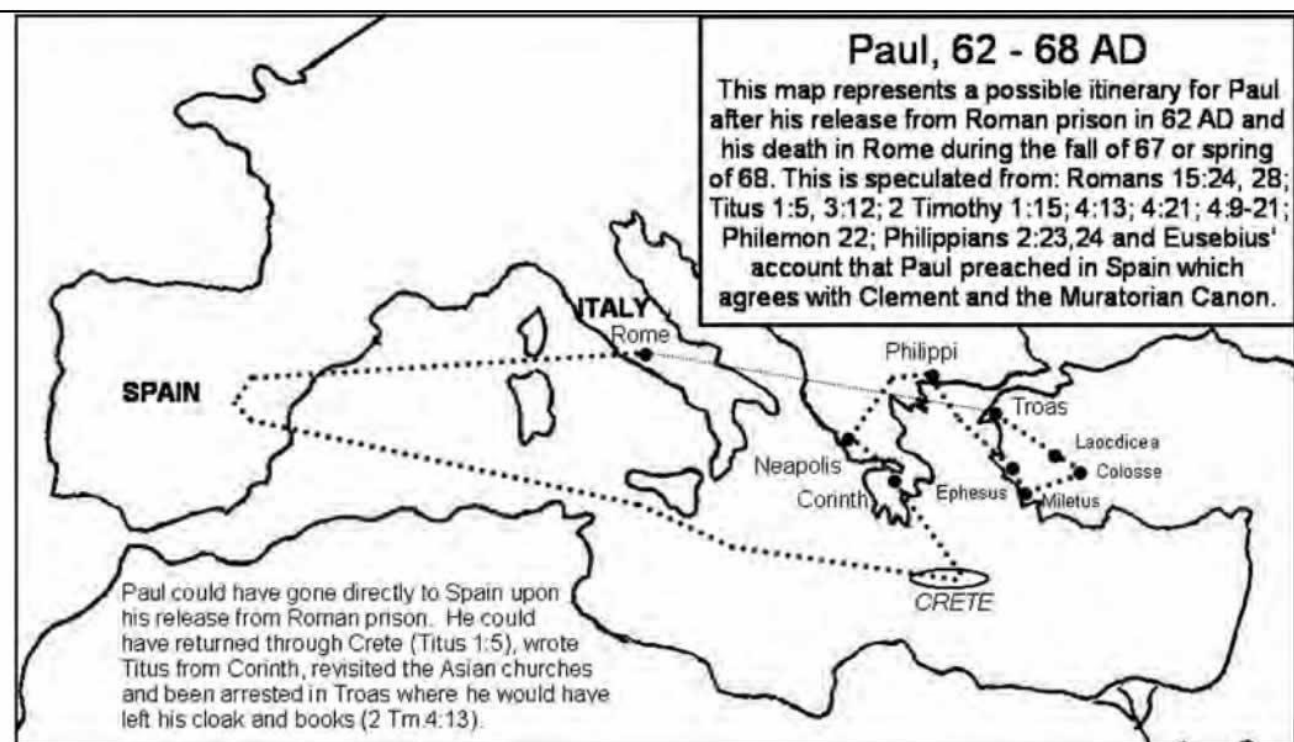 Paul, 62 - 68 AD
This map represents a possible itinerary for Paul
after his release from Roman prison in 62 AD and
his death in Rome during the fall of 67 or spring
of 68. This is speculated from: Romans 15:24, 28;
Titus 1:5, 3:12; 2 Timothy 1:15; 4:13; 4:21; 4:9-21;
Philemon 22; Philippians 2:23,24 and Eusebius'
account that Paul preached in Spain which
agrees with Clement and the Muratorian Canon.
ITALY
Rome
Philippi
SPAIN
Troas
Laocdicea
Neapolis
Colosse
Corinth
Ephesus
Miletus
CRETE
Paul could have gone directly to Spain upon
his release from Roman prison. He could
have returned through Crete (Titus 1:5), wrote
Titus from Corinth, revisited the Asian churches
and been arrested in Troas where he would have
left his cloak and books (2 Tm 4:13).